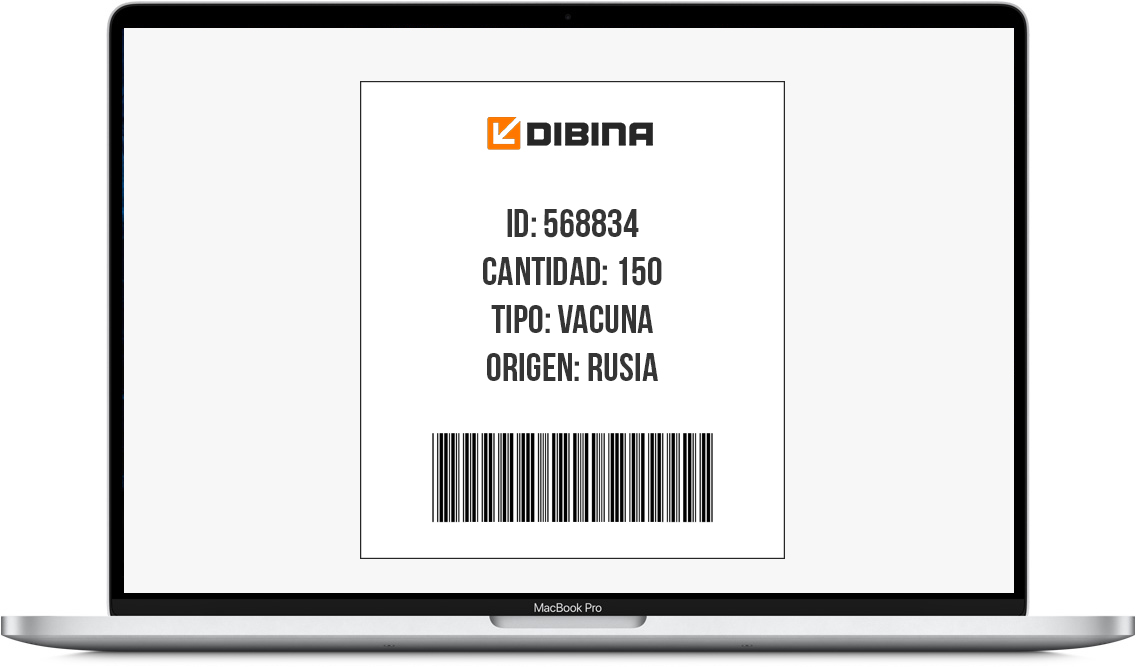 DIBINA
ID: 568834
CANTIDAD: 150
TIPO: VACUNA
ORIGEN: RUSIA
MacBook Pro